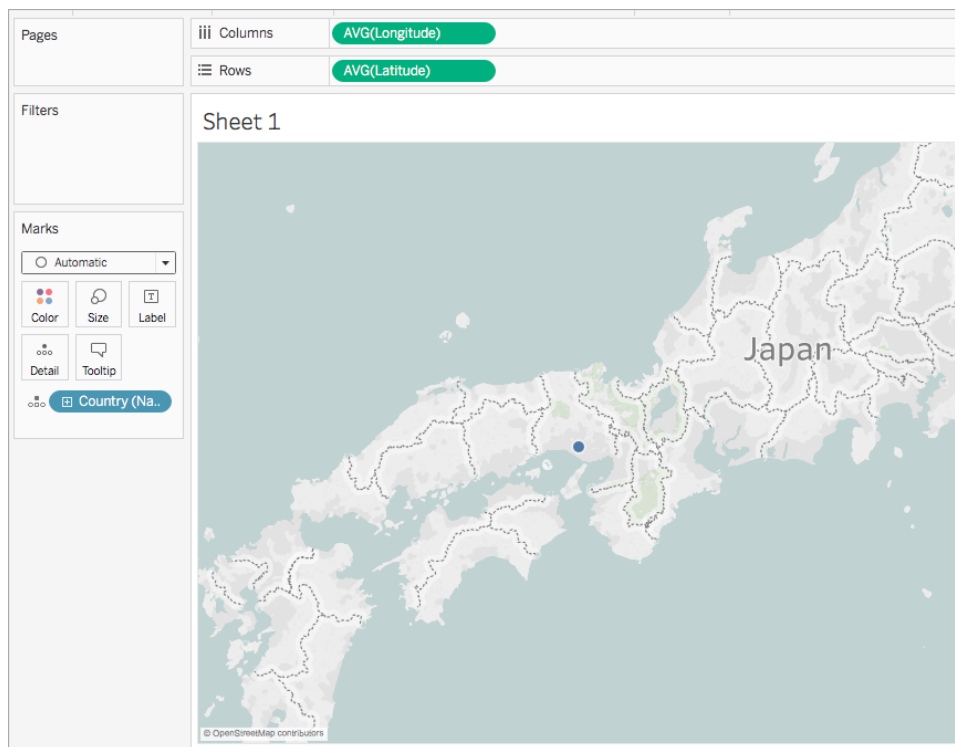 Pages
Columns
AVG(Longitude)
Rows
AVG(Latitude)
Filters
Sheet 1
Marks
Automatic
Color
Size
T
Label
Detail
Tooltip
Country (Na..
Japan
© OpenStreetMap contributors